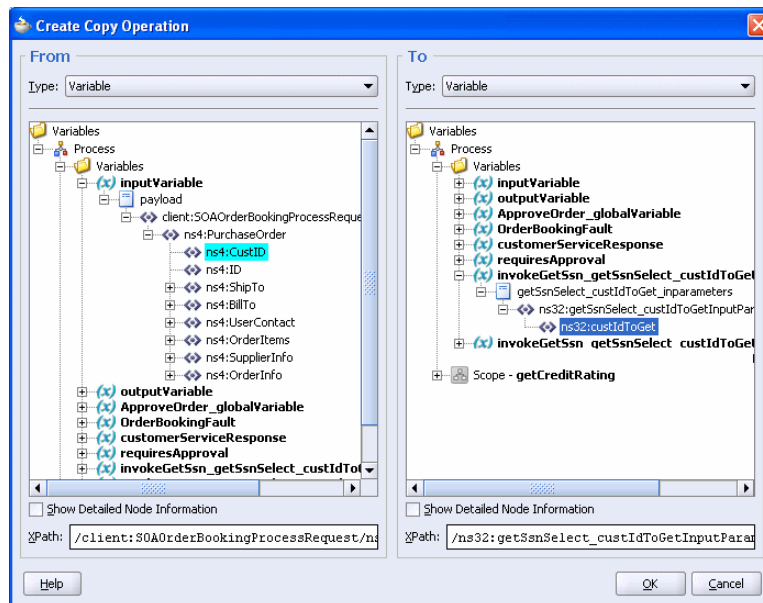 Create Copy Operation
From
Type: Variable
Variables
Process
Variables
(x) inputVariable
payload
client:SOAOrderBookingProcessReque
ns4:PurchaseOrder
ns4:CustID
ns4:ID
ns4:ShipTo
ns4:BillTo
ns4:UserContact
ns4:OrderItems
ns4:SupplierInfo
ns4:OrderInfo
(x) outputVariable
(x) ApproveOrder_globalVariable
(x) OrderBookingFault
(x) customerServiceResponse
(x) requiresApproval
(x) invokeGetSsn_getSsnSelect_custIdTo
Show Detailed Node Information
XPath: /client:SOAOrderBookingProcessRequest/ns
To
Type: Variable
Variables
Process
Variables
(x) inputVariable
(x) outputVariable
(x) ApproveOrder_globalVariable
(x) OrderBookingFault
(x) customerServiceResponse
(x) requiresApproval
(x) invokeGetSsn_getSsnSelect_custIdToGet
getSsnSelect_custIdToGet_inparameters
ns32:getSsnSelect_custIdToGetInputPar
ns32:custIdToGet
(x) invokeGetSsn_getSsnSelect_custIdToGet
Scope - getCreditRating
Show Detailed Node Information
XPath: /ns32:getSsnSelect_custIdToGetInputParam
Help
OK
Cancel